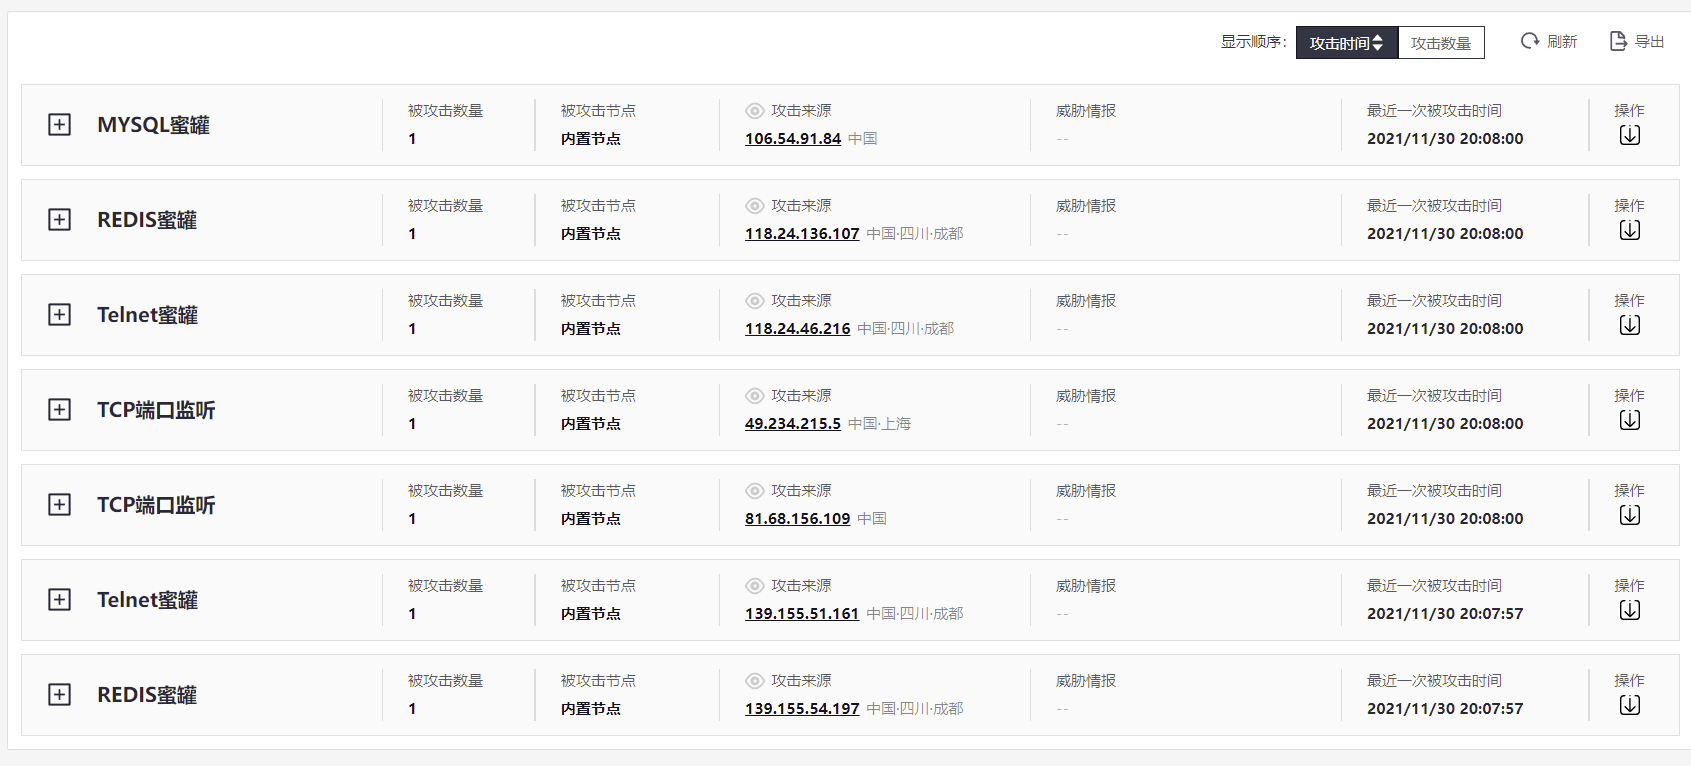 显示顺序: 攻击时间 攻击数量 刷新 导出
MYSQL蜜罐 被攻击数量 被攻击节点 攻击来源 威胁情报 最近一次被攻击时间 操作
1 内置节点 106.54.91.84 中国 -- 2021/11/30 20:08:00
REDIS蜜罐 被攻击数量 被攻击节点 攻击来源 威胁情报 最近一次被攻击时间 操作
1 内置节点 118.24.136.107 中国·四川·成都 -- 2021/11/30 20:08:00
Telnet蜜罐 被攻击数量 被攻击节点 攻击来源 威胁情报 最近一次被攻击时间 操作
1 内置节点 118.24.46.216 中国·四川·成都 -- 2021/11/30 20:08:00
TCP端口监听 被攻击数量 被攻击节点 攻击来源 威胁情报 最近一次被攻击时间 操作
1 内置节点 49.234.215.5 中国·上海 -- 2021/11/30 20:08:00
TCP端口监听 被攻击数量 被攻击节点 攻击来源 威胁情报 最近一次被攻击时间 操作
1 内置节点 81.68.156.109 中国 -- 2021/11/30 20:08:00
Telnet蜜罐 被攻击数量 被攻击节点 攻击来源 威胁情报 最近一次被攻击时间 操作
1 内置节点 139.155.51.161 中国·四川·成都 -- 2021/11/30 20:07:57
REDIS蜜罐 被攻击数量 被攻击节点 攻击来源 威胁情报 最近一次被攻击时间 操作
1 内置节点 139.155.54.197 中国·四川·成都 -- 2021/11/30 20:07:57